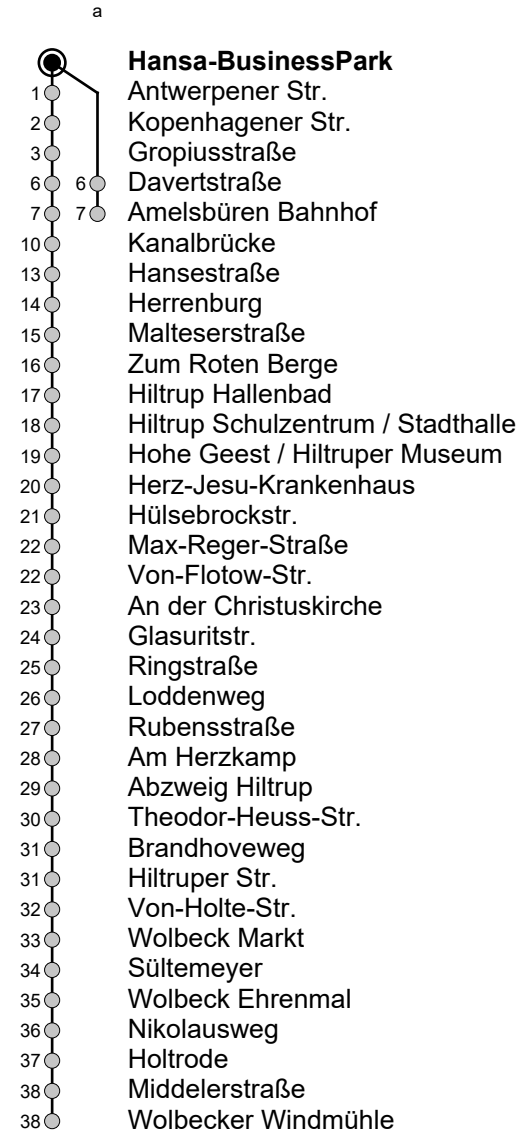 a
Hansa-BusinessPark
1 Antwerpener Str.
2 Kopenhagener Str.
3 Gropiusstraße
6 6 Davertstraße
7 7 Amelsbüren Bahnhof
10 Kanalbrücke
13 Hansestraße
14 Herrenburg
15 Malteserstraße
16 Zum Roten Berge
17 Hiltrup Hallenbad
18 Hiltrup Schulzentrum / Stadthalle
19 Hohe Geest / Hiltruper Museum
20 Herz-Jesu-Krankenhaus
21 Hülsebrockstr.
22 Max-Reger-Straße
22 Von-Flotow-Str.
23 An der Christuskirche
24 Glasuritstr.
25 Ringstraße
26 Loddenweg
27 Rubensstraße
28 Am Herzkamp
29 Abzweig Hiltrup
30 Theodor-Heuss-Str.
31 Brandhoveweg
31 Hiltruper Str.
32 Von-Holte-Str.
33 Wolbeck Markt
34 Sültemeyer
35 Wolbeck Ehrenmal
36 Nikolausweg
37 Holtrode
38 Middelerstraße
38 Wolbecker Windmühle